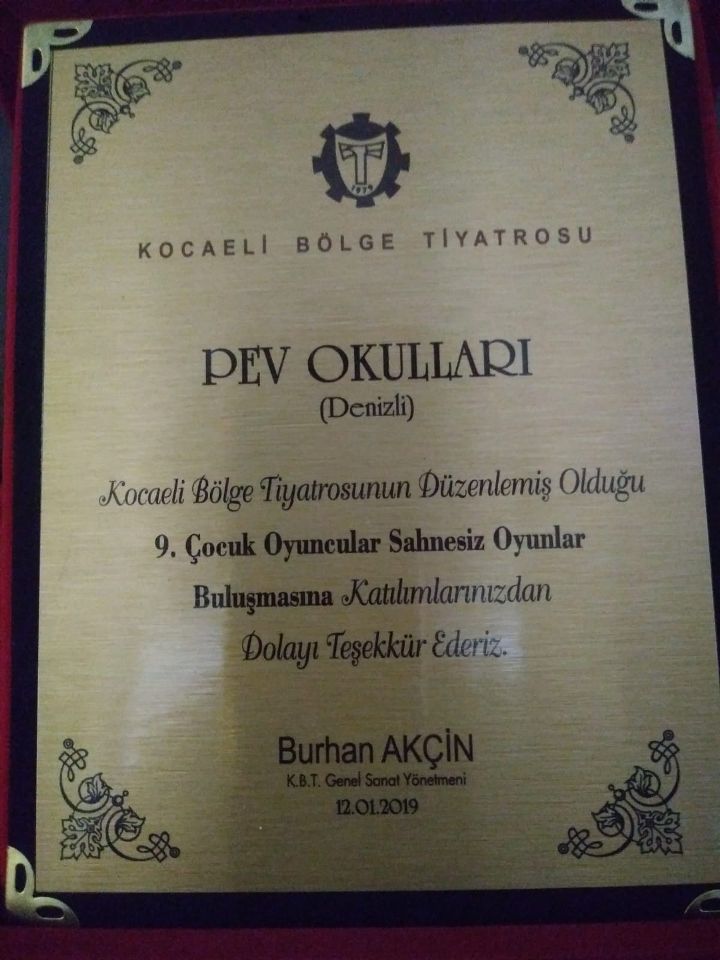 1979
KOCAELİ BÖLGE TİYATROSU
PEV OKULLARI
(Denizli)
Kocaeli Bölge Tiyatrosunun Düzenlemiş Olduğu
9. Çocuk Oyuncular Sahnesiz Oyunlar
Buluşmasına Katılımlarınızdan
Dolayı Teşekkür Ederiz.
Burhan AKÇİN
K.B.T. Genel Sanat Yönetmeni
12.01.2019